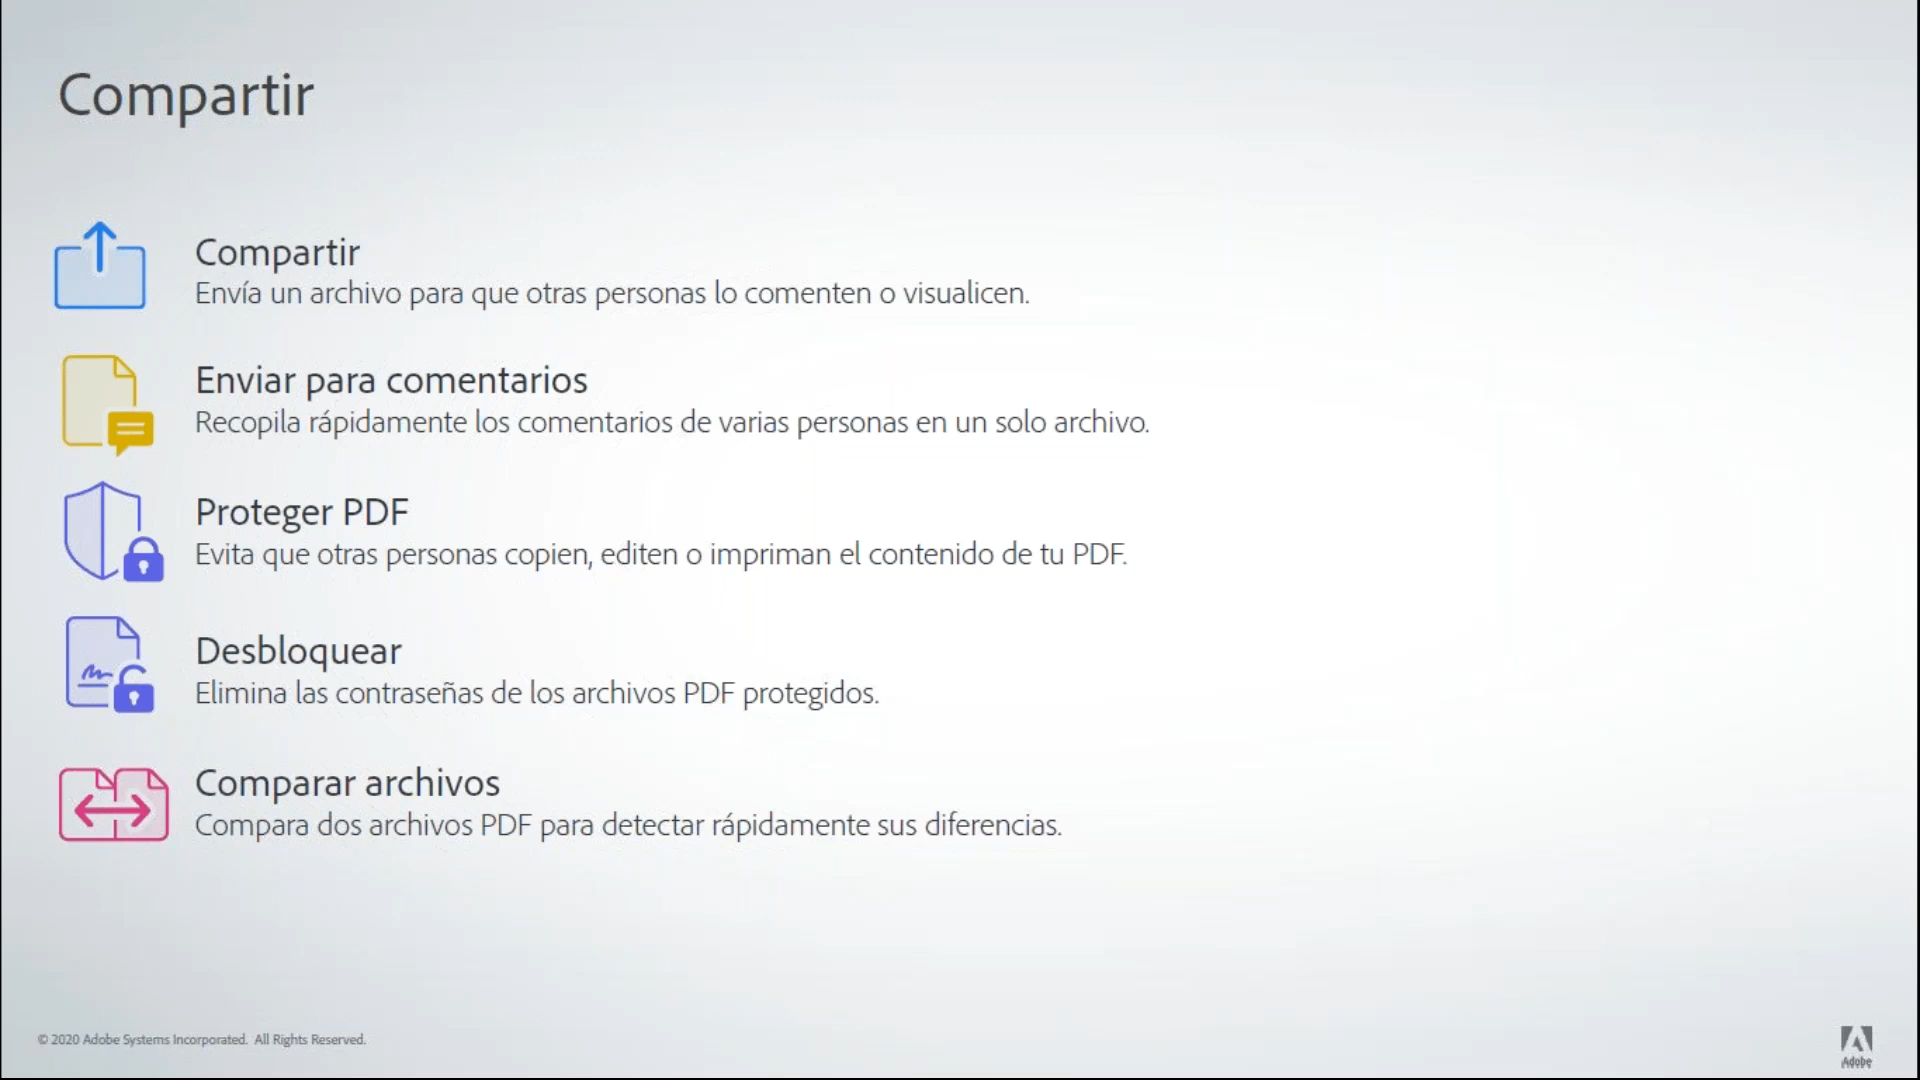 Compartir
Compartir
Envía un archivo para que otras personas lo comenten o visualicen.
Enviar para comentarios
Recopila rápidamente los comentarios de varias personas en un solo archivo.
Proteger PDF
Evita que otras personas copien, editen o impriman el contenido de tu PDF.
Desbloquear
Elimina las contraseñas de los archivos PDF protegidos.
Comparar archivos
Compara dos archivos PDF para detectar rápidamente sus diferencias.
© 2020 Adobe Systems Incorporated. All Rights Reserved.
Adobe